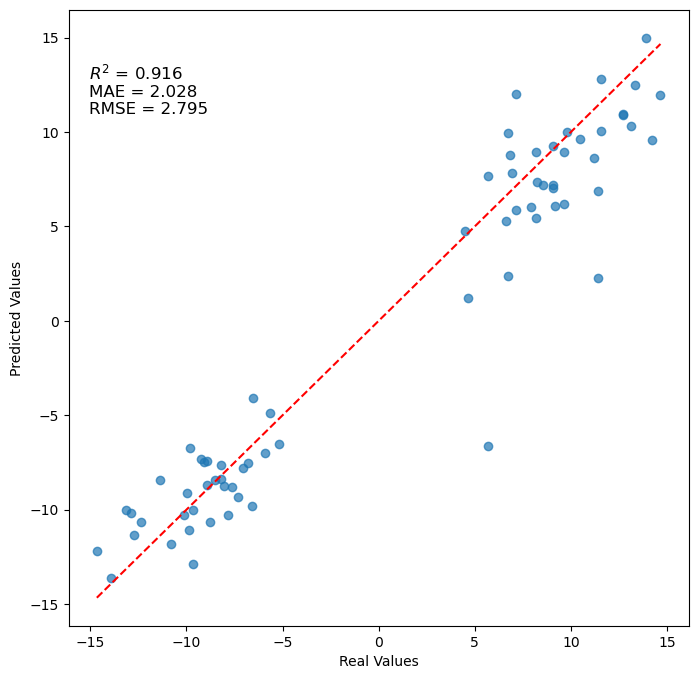 R² = 0.916
MAE = 2.028
RMSE = 2.795
15
10
5
0
−5
−10
−15
Predicted Values
−15 −10 −5 0 5 10 15
Real Values